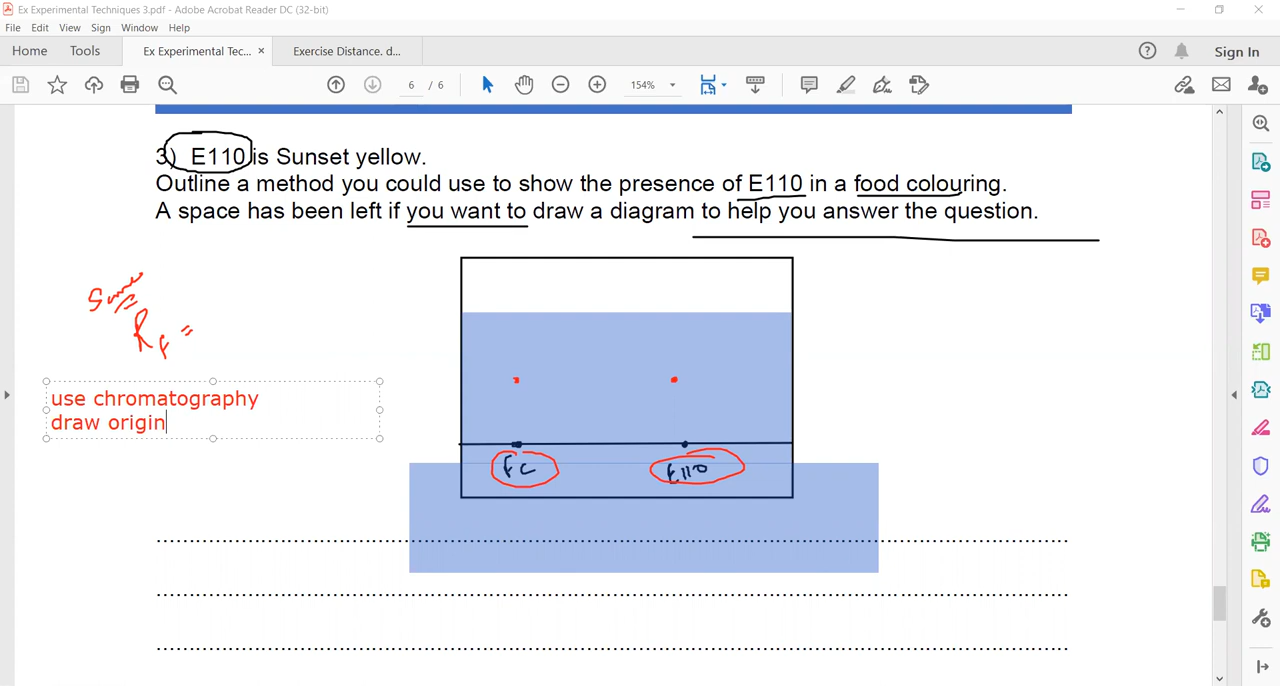 Ex Experimental Techniques 3.pdf - Adobe Acrobat Reader DC (32-bit)
File Edit View Sign Window Help
Home Tools Ex Experimental Tec... × Exercise Distance. d... Sign In
6 / 6 154%
3) E110 is Sunset yellow.
Outline a method you could use to show the presence of E110 in a food colouring.
A space has been left if you want to draw a diagram to help you answer the question.
Same
Rf =
use chromatography
draw origin
FC E110